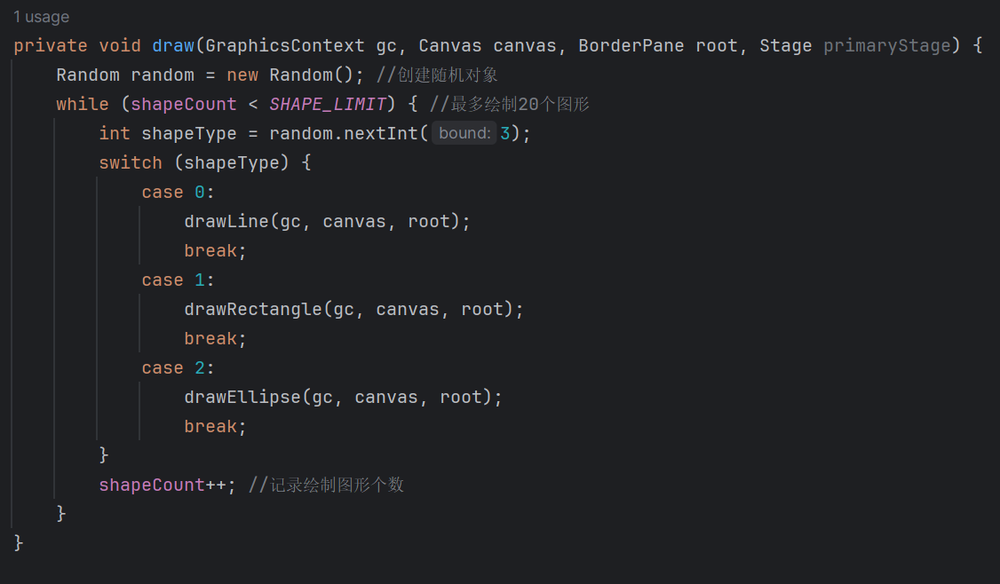 1 usage
private void draw(GraphicsContext gc, Canvas canvas, BorderPane root, Stage primaryStage) {
Random random = new Random(); //创建随机对象
while (shapeCount < SHAPE_LIMIT) { //最多绘制20个图形
int shapeType = random.nextInt( bound: 3);
switch (shapeType) {
case 0:
drawLine(gc, canvas, root);
break;
case 1:
drawRectangle(gc, canvas, root);
break;
case 2:
drawEllipse(gc, canvas, root);
break;
}
shapeCount++; //记录绘制图形个数
}
}